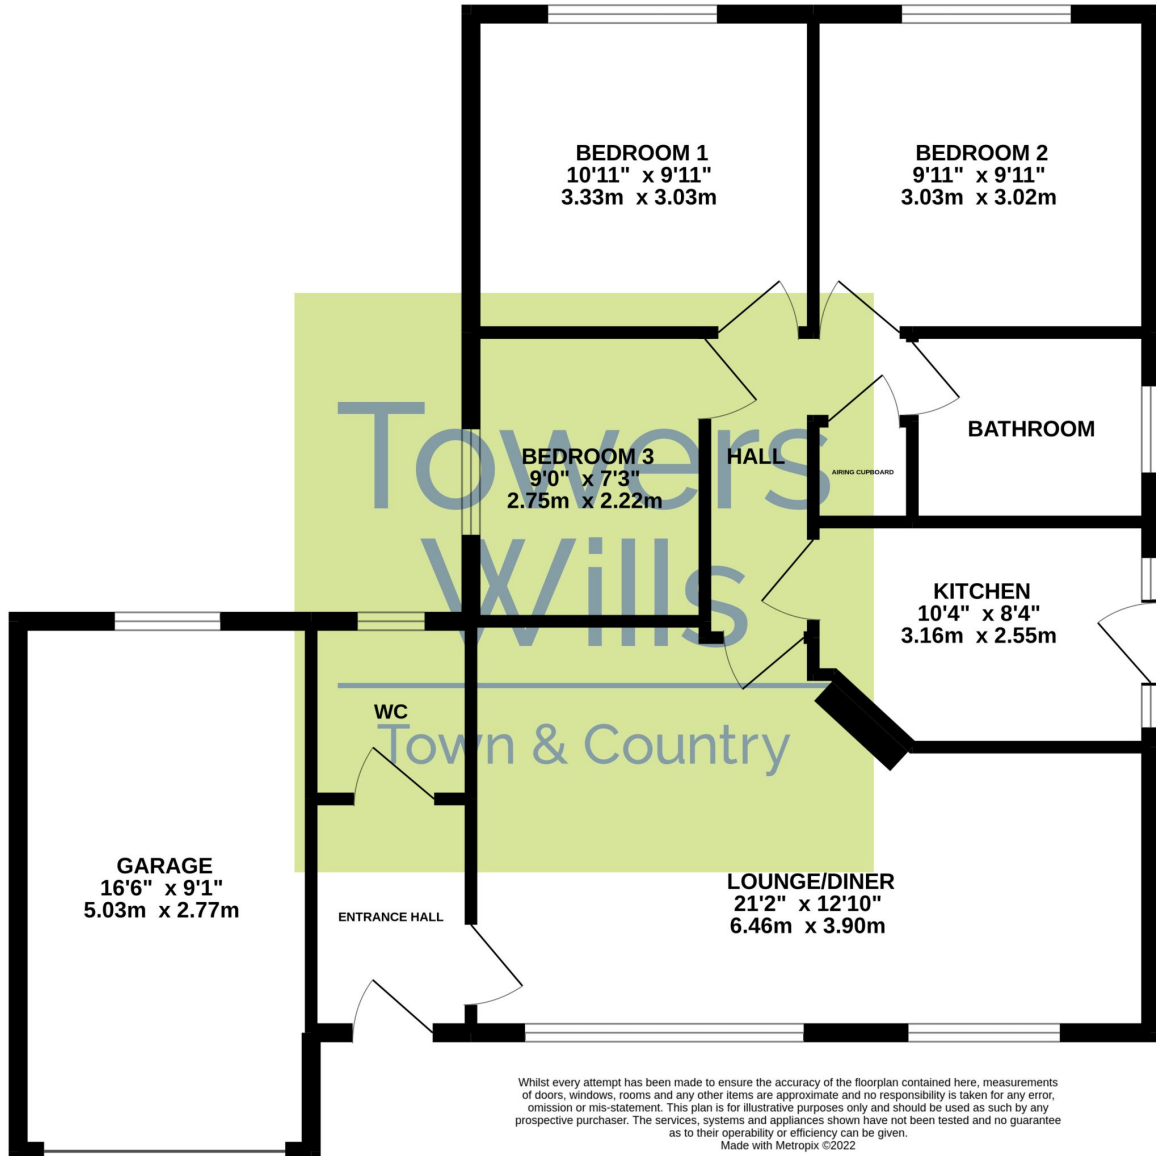 BEDROOM 1
10'11" x 9'11"
3.33m x 3.03m
BEDROOM 2
9'11" x 9'11"
3.03m x 3.02m
BATHROOM
Towers
HALL
BEDROOM 3
9'0" x 7'3"
2.75m x 2.22m
AIRING CUPBOARD
Wills
KITCHEN
10'4" x 8'4"
3.16m x 2.55m
WC
Town & Country
GARAGE
16'6" x 9'1"
5.03m x 2.77m
ENTRANCE HALL
LOUNGE/DINER
21'2" x 12'10"
6.46m x 3.90m
Whilst every attempt has been made to ensure the accuracy of the floorplan contained here, measurements
of doors, windows, rooms and any other items are approximate and no responsibility is taken for any error,
omission or mis-statement. This plan is for illustrative purposes only and should be used as such by any
prospective purchaser. The services, systems and appliances shown have not been tested and no guarantee
as to their operability or efficiency can be given.
Made with Metropix ©2022